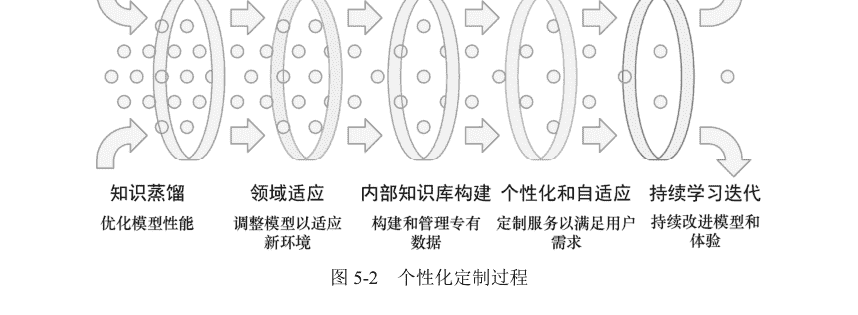 知识蒸馏 领域适应 内部知识库构建 个性化和自适应 持续学习迭代
优化模型性能 调整模型以适应 构建和管理专有 定制服务以满足用户 持续改进模型和
新环境 数据 需求 体验
图 5-2 个性化定制过程